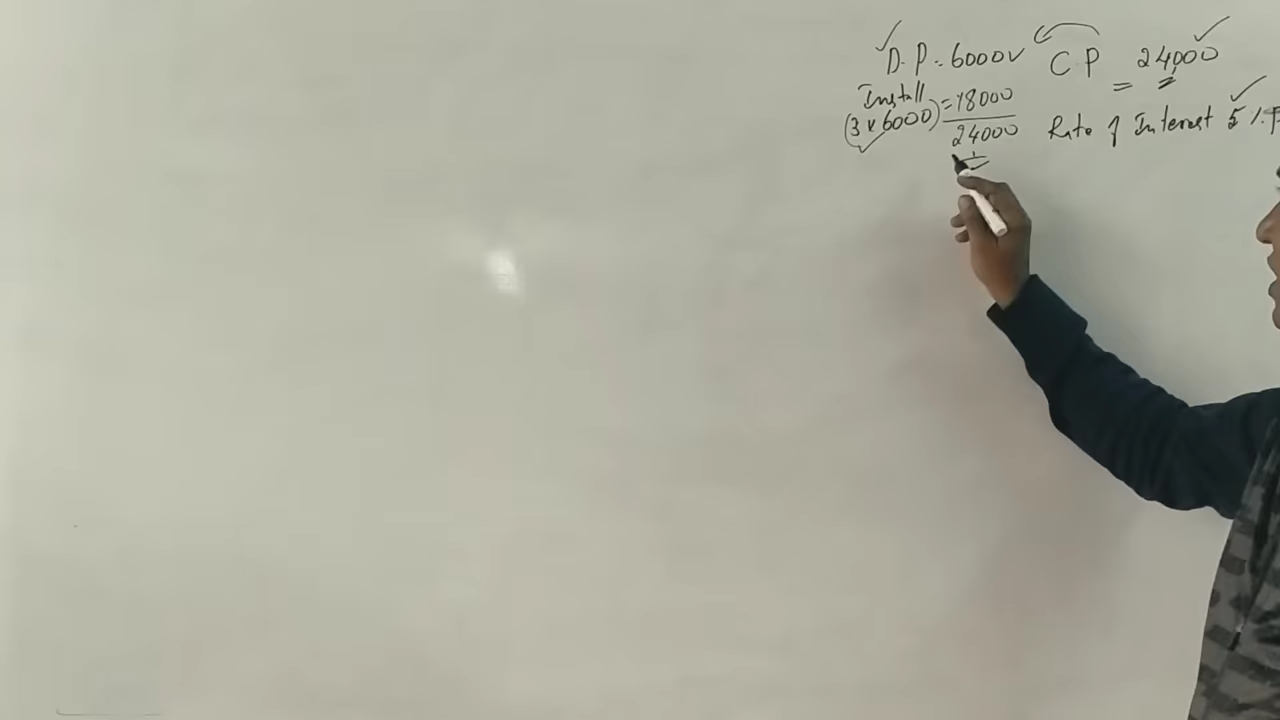 D.P. = 6000 C P = 24000
Install
(3 x 6000) = 18000
24000 Rate of Interest 5 %